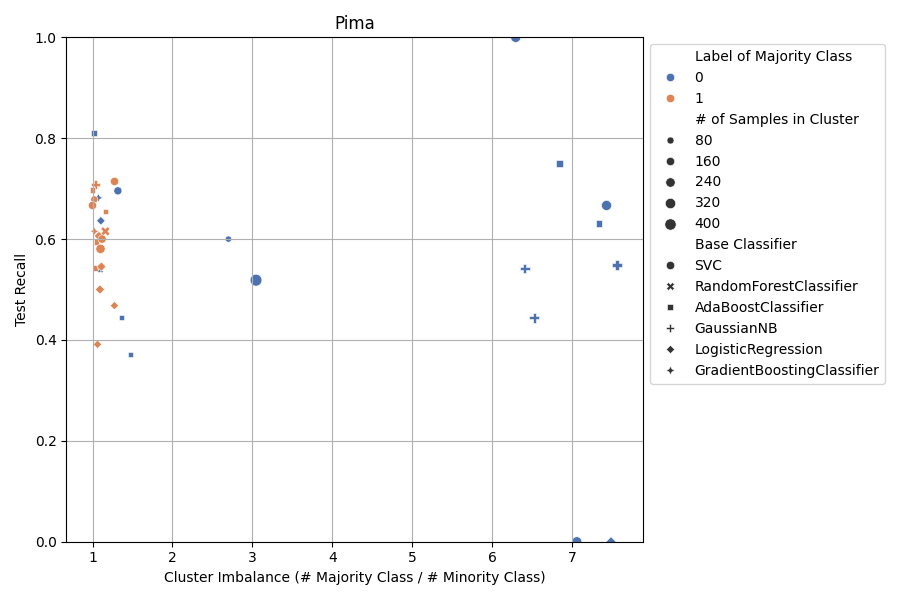 Pima
1.0
0.8
0.6
0.4
0.2
0.0
Test Recall
1 2 3 4 5 6 7
Cluster Imbalance (# Majority Class / # Minority Class)
Label of Majority Class
0
1
# of Samples in Cluster
80
160
240
320
400
Base Classifier
SVC
RandomForestClassifier
AdaBoostClassifier
GaussianNB
LogisticRegression
GradientBoostingClassifier